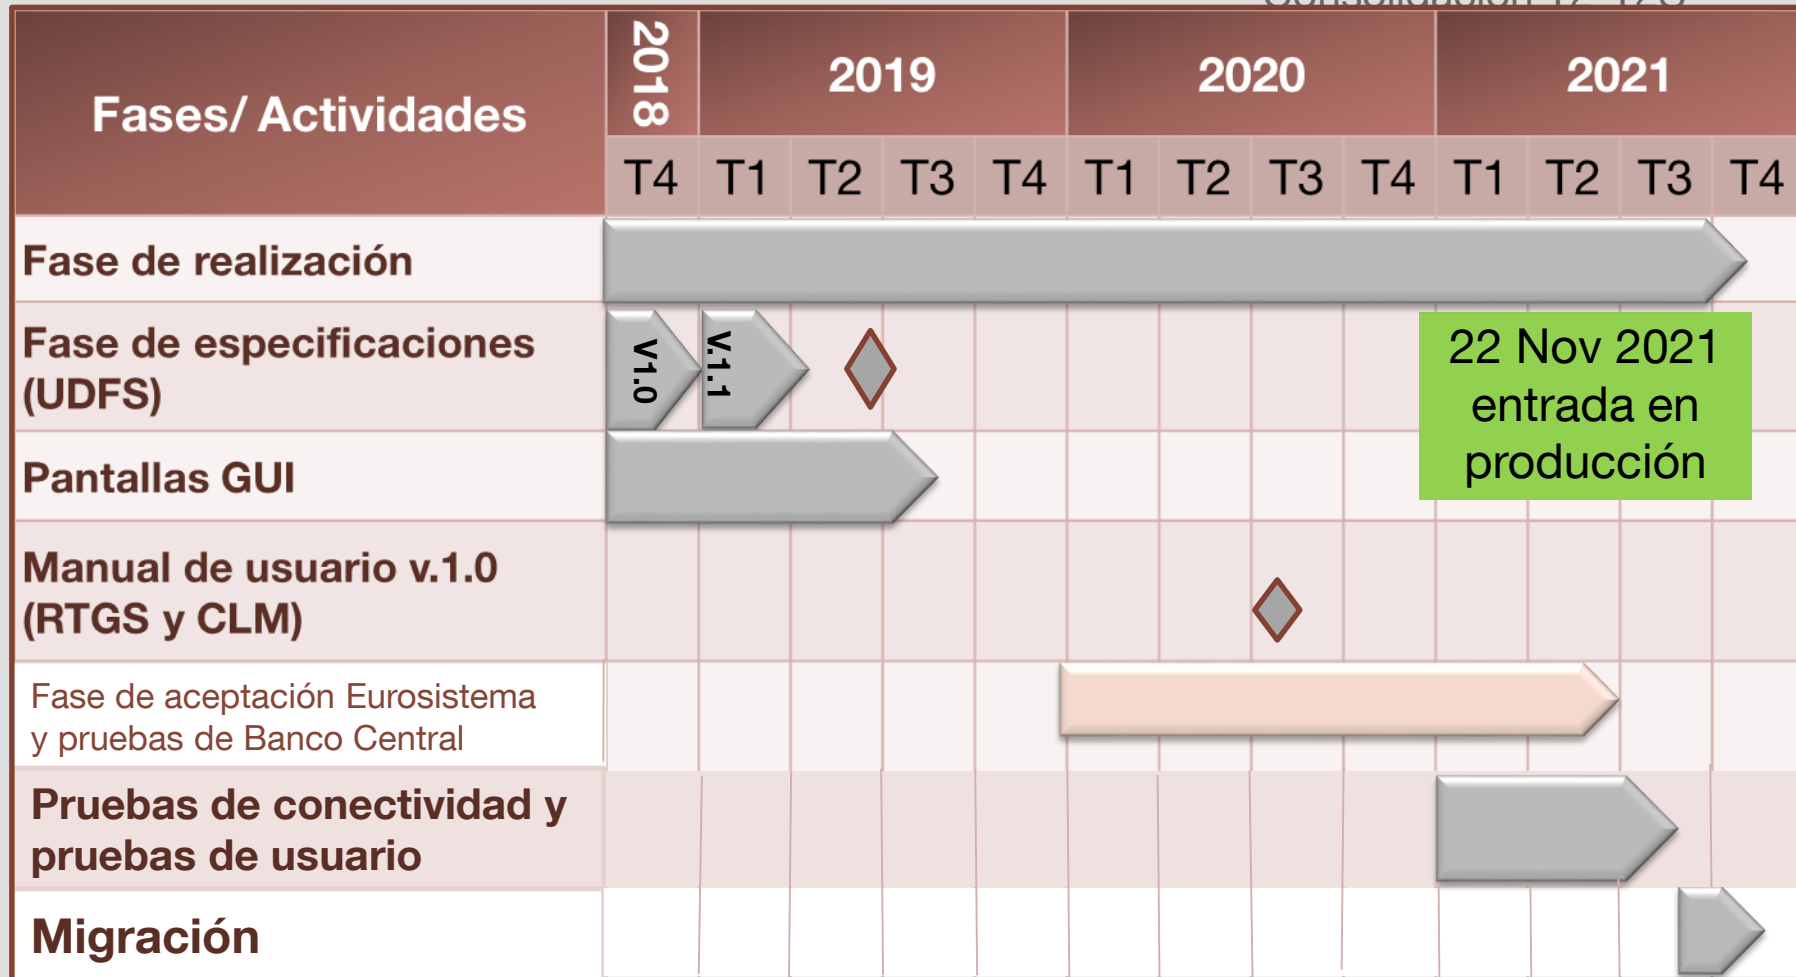 Fases/ Actividades
2018
2019
2020
2021
T4 T1 T2 T3 T4 T1 T2 T3 T4 T1 T2 T3 T4
Fase de realización
Fase de especificaciones
(UDFS)
V1.0
V.1.1
22 Nov 2021
entrada en
producción
Pantallas GUI
Manual de usuario v.1.0
(RTGS y CLM)
Fase de aceptación Eurosistema
y pruebas de Banco Central
Pruebas de conectividad y
pruebas de usuario
Migración